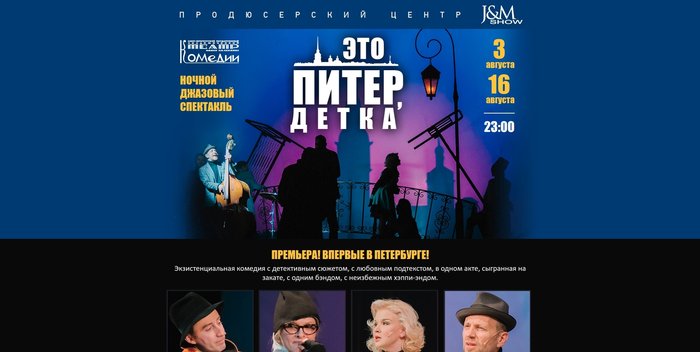 ПРОДЮСЕРСКИЙ ЦЕНТР
J&M
SHOW
ТЕАТР
КОМЕДИИ
НОЧНОЙ
ДЖАЗОВЫЙ
СПЕКТАКЛЬ
ЭТО
ПИТЕР,
ДЕТКА
3
августа
16
августа
23:00
ПРЕМЬЕРА! ВПЕРВЫЕ В ПЕТЕРБУРГЕ!
Экзистенциальная комедия с детективным сюжетом, с любовным подтекстом, в одном акте, сыгранная на
закате, с одним бэндом, с неизбежным хэппи-эндом.